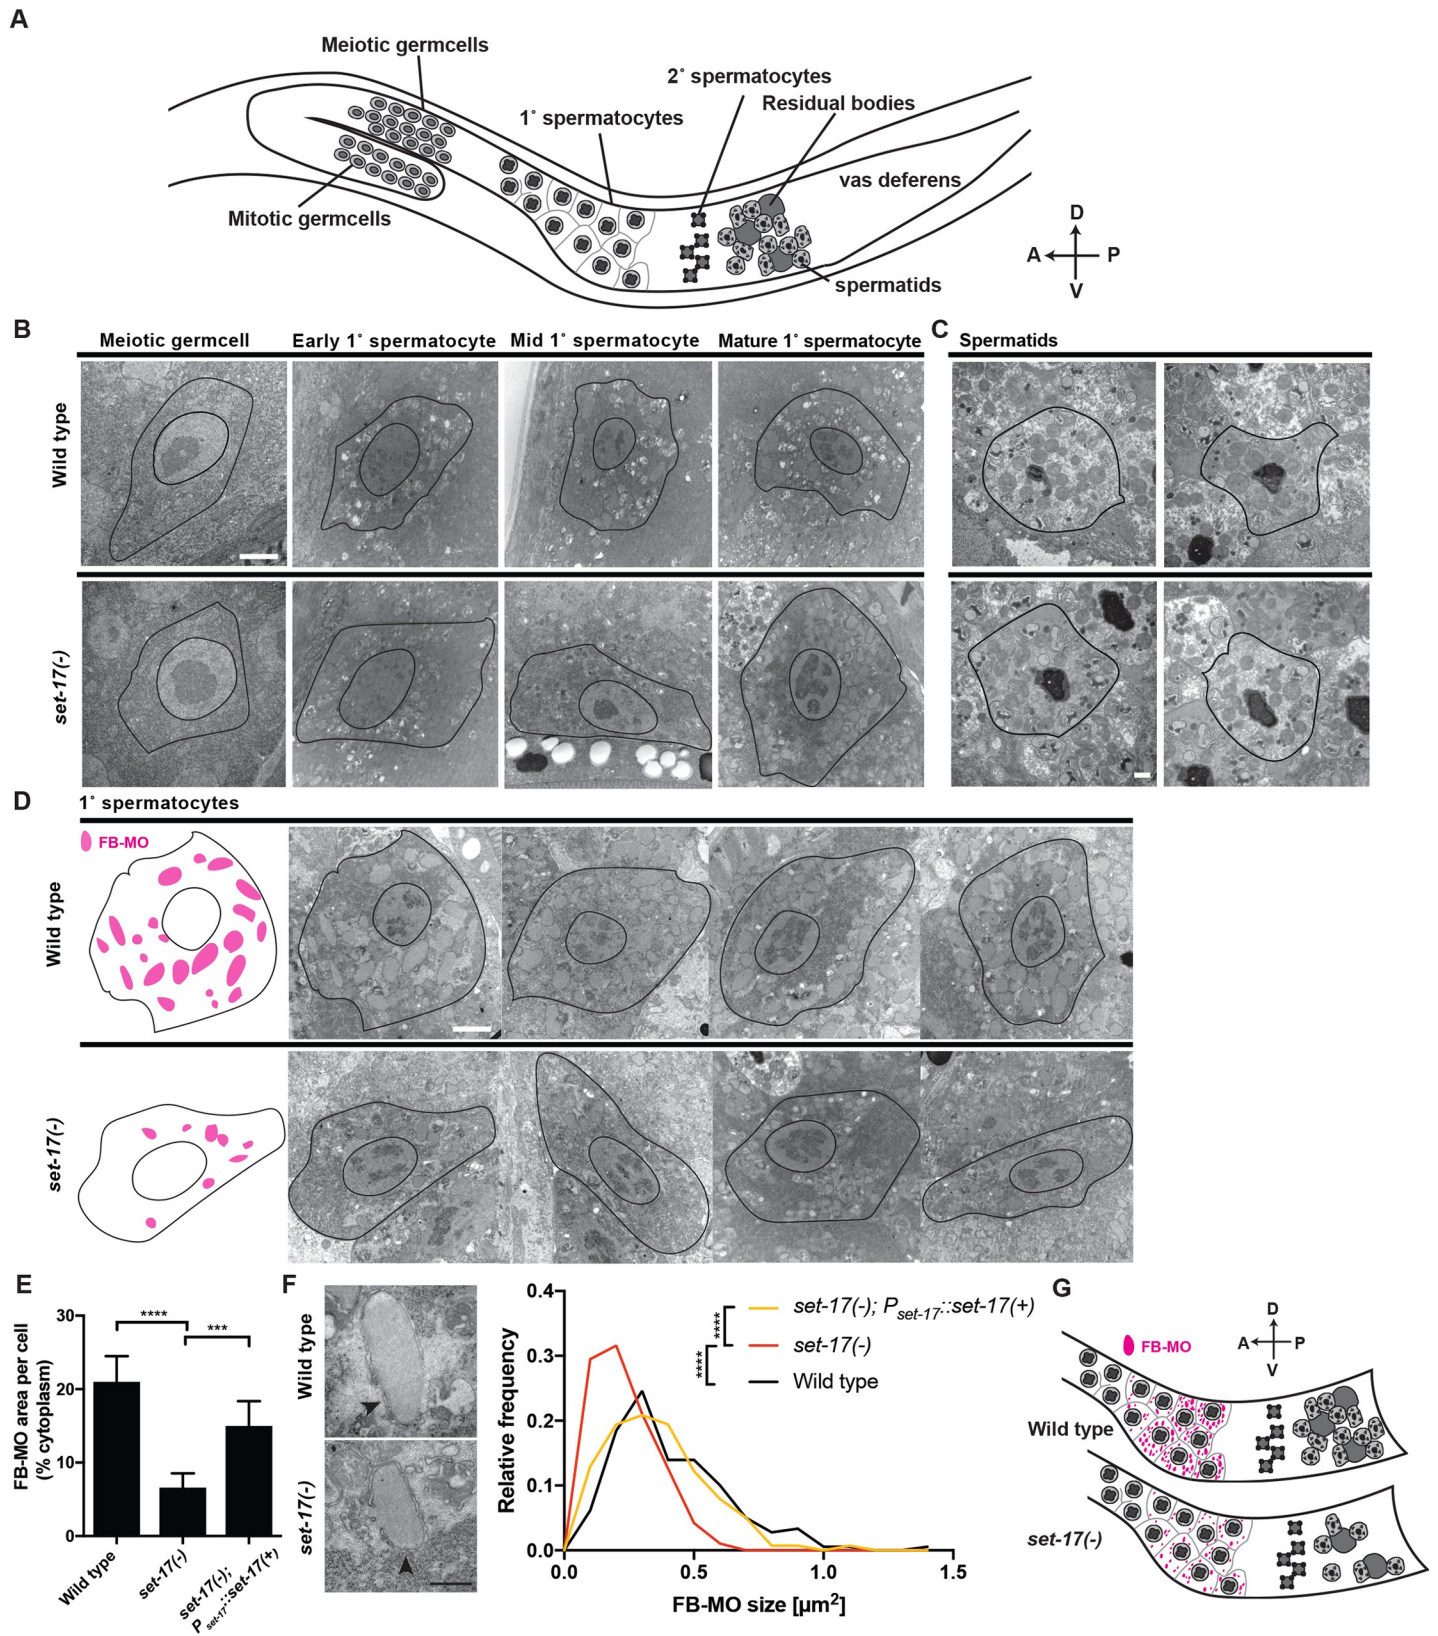 A
Meiotic germcells
2˚ spermatocytes
Residual bodies
1˚ spermatocytes
vas deferens
Mitotic germcells
spermatids
D
A
P
V
B
Meiotic germcell
Early 1˚ spermatocyte
Mid 1˚ spermatocyte
Mature 1˚ spermatocyte
C
Spermatids
Wild type
set-17(-)
D
1˚ spermatocytes
FB-MO
Wild type
set-17(-)
E
FB-MO area per cell
(% cytoplasm)
30
20
10
0
****
***
Wild type
set-17(-)
set-17(-);
Pset-17::set-17(+)
F
Wild type
set-17(-)
Relative frequency
0.4
0.3
0.2
0.1
0.0
0.0
0.5
1.0
1.5
FB-MO size [µm2]
****
****
set-17(-); Pset-17::set-17(+)
set-17(-)
Wild type
G
D
A
P
V
FB-MO
Wild type
set-17(-)